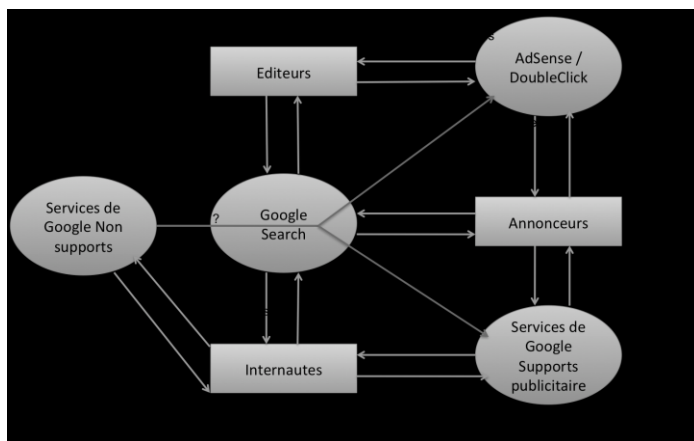 AdSense /
DoubleClick
Editeurs
Services de
Google Non
supports
?
Google
Search
Annonceurs
Services de
Google
Supports
publicitaire
Internautes